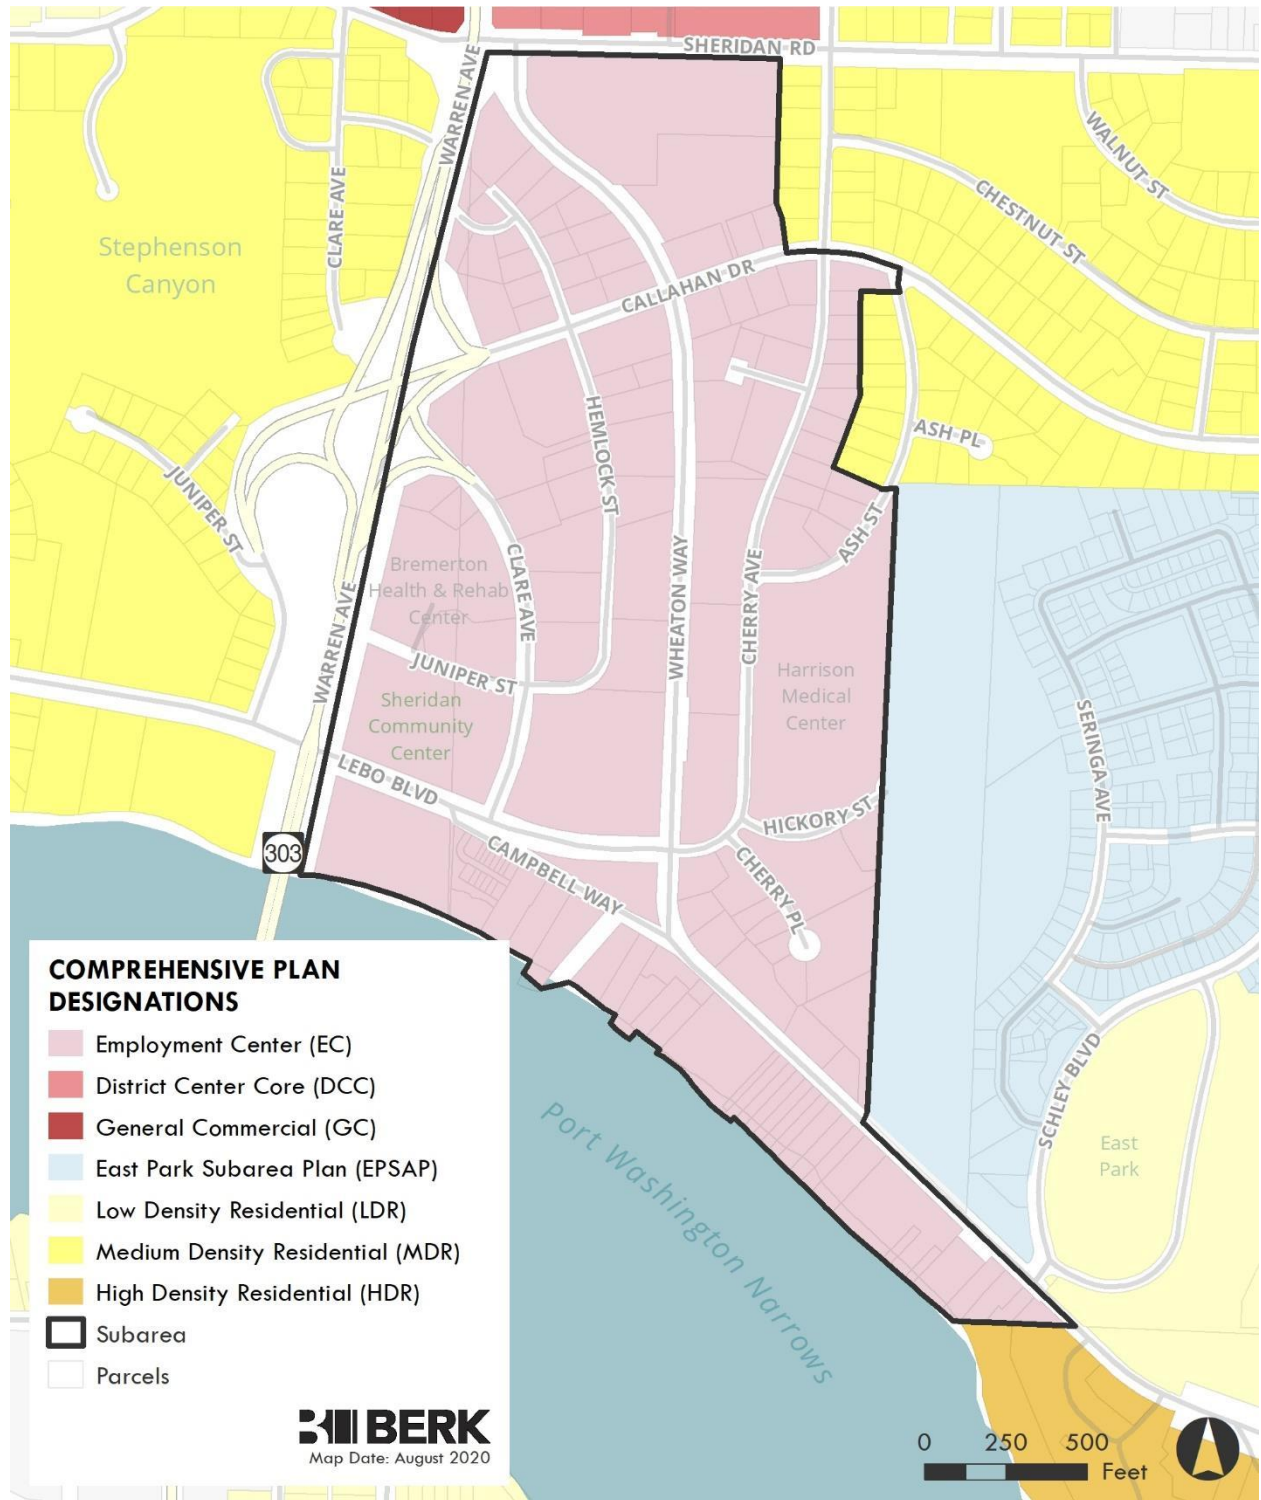 SHERIDAN RD
WARREN AVE
WARREN AVE
CLARE AVE
WALNUT ST
CHESTNUT ST
Stephenson
Canyon
CALLAHAN DR
HEMLOCK ST
ASH PL
JUNIPER ST
ASH ST
Bremerton
Health & Rehab
Center
CLARE AVE
WHEATON WAY
CHERRY AVE
WARREN AVE
JUNIPER ST
Harrison
Medical
Center
Sheridan
Community
Center
SERINGA AVE
LEBO BLVD
HICKORY ST
303
CAMPBELL WAY
CHERRY PL
SCHLEY BLVD
East
Park
Port Washington Narrows
COMPREHENSIVE PLAN
DESIGNATIONS
Employment Center (EC)
District Center Core (DCC)
General Commercial (GC)
East Park Subarea Plan (EPSAP)
Low Density Residential (LDR)
Medium Density Residential (MDR)
High Density Residential (HDR)
Subarea
Parcels
BERK
Map Date: August 2020
0 250 500
Feet